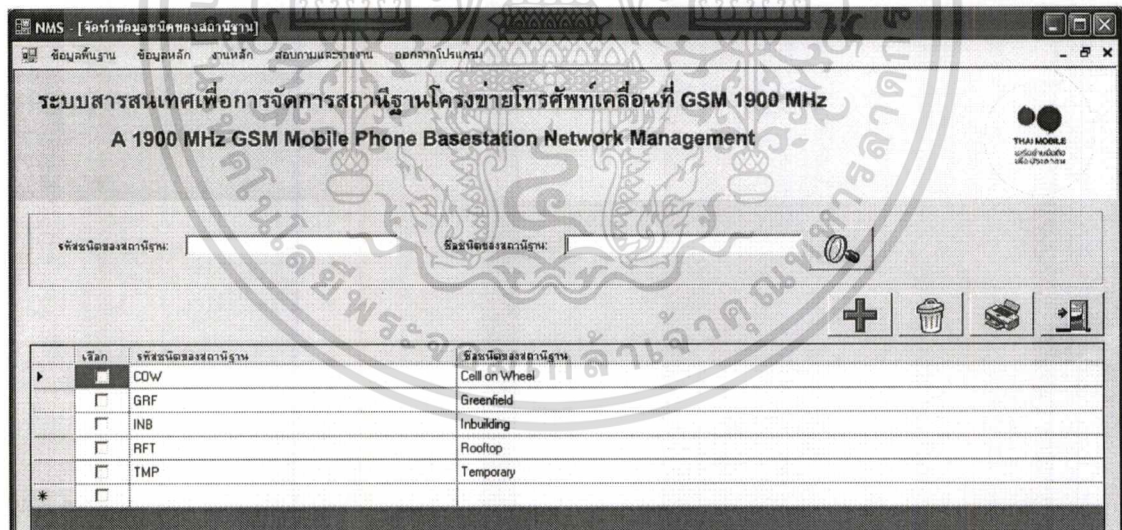 NMS - [จัดทำข้อมูลชนิดของสถานีฐาน]
ข้อมูลพื้นฐาน ข้อมูลหลัก งานหลัก สอบถามและรายงาน ออกจากโปรแกรม
ระบบสารสนเทศเพื่อการจัดการสถานีฐานโครงข่ายโทรศัพท์เคลื่อนที่ GSM 1900 MHz
A 1900 MHz GSM Mobile Phone Basestation Network Management
THAI MOBILE
รหัสชนิดของสถานีฐาน: ชื่อชนิดของสถานีฐาน:
เลือก รหัสชนิดของสถานีฐาน ชื่อชนิดของสถานีฐาน
COW Cell on Wheel
GRF Greenfield
INB Inbuilding
RFT Rooftop
TMP Temporary